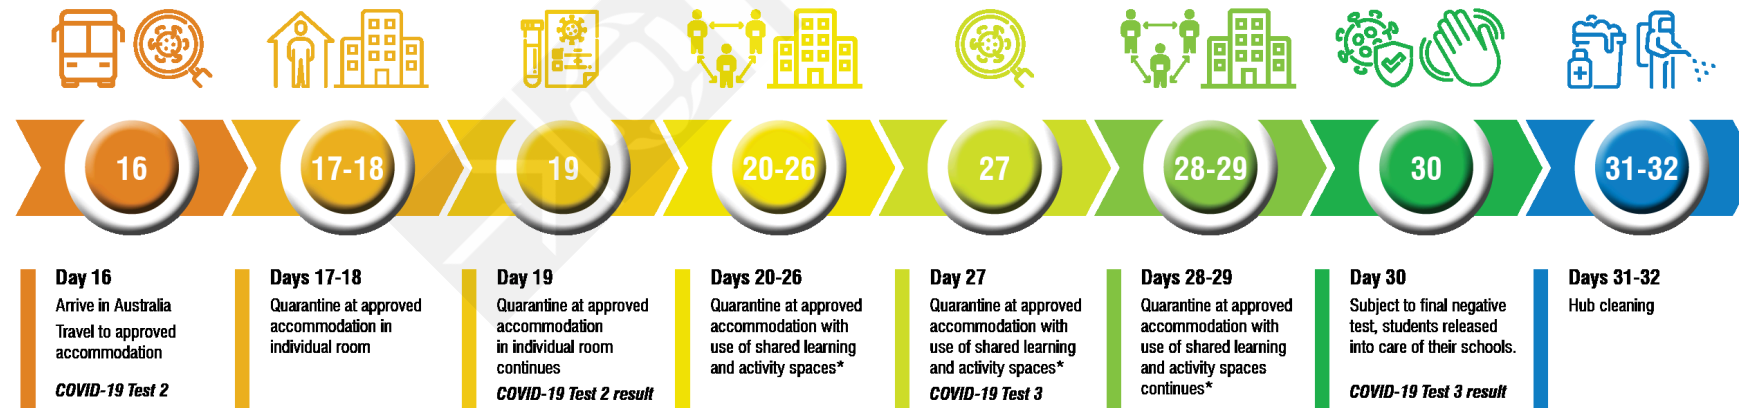 16
17-18
19
20-26
27
28-29
30
31-32
Day 16
Arrive in Australia
Travel to approved
accommodation
COVID-19 Test 2
Days 17-18
Quarantine at approved
accommodation in
individual room
Day 19
Quarantine at approved
accommodation
in individual room
continues
COVID-19 Test 2 result
Days 20-26
Quarantine at approved
accommodation with
use of shared learning
and activity spaces*
Day 27
Quarantine at approved
accommodation with
use of shared learning
and activity spaces*
COVID-19 Test 3
Days 28-29
Quarantine at approved
accommodation with
use of shared learning
and activity spaces
continues*
Day 30
Subject to final negative
test, students released
into care of their schools.
COVID-19 Test 3 result
Days 31-32
Hub cleaning